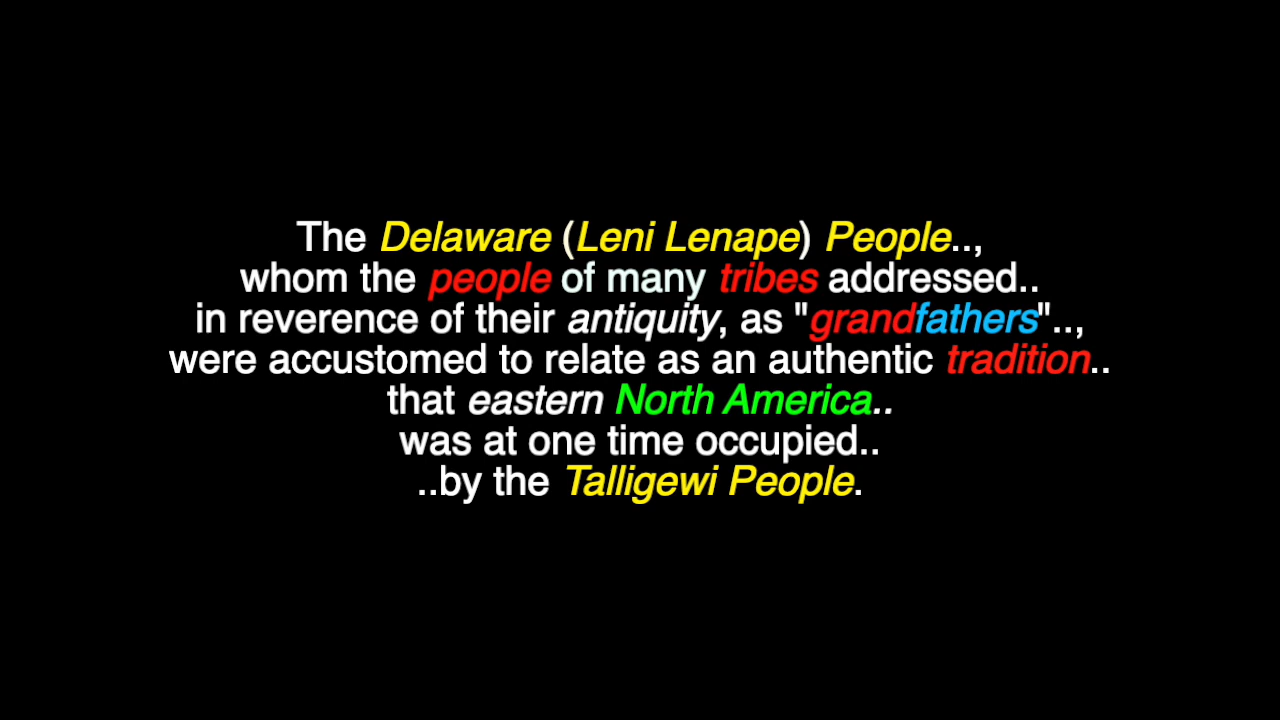 The Delaware (Leni Lenape) People..,
whom the people of many tribes addressed..
in reverence of their antiquity, as "grandfathers"..,
were accustomed to relate as an authentic tradition..
that eastern North America..
was at one time occupied..
..by the Talligewi People.